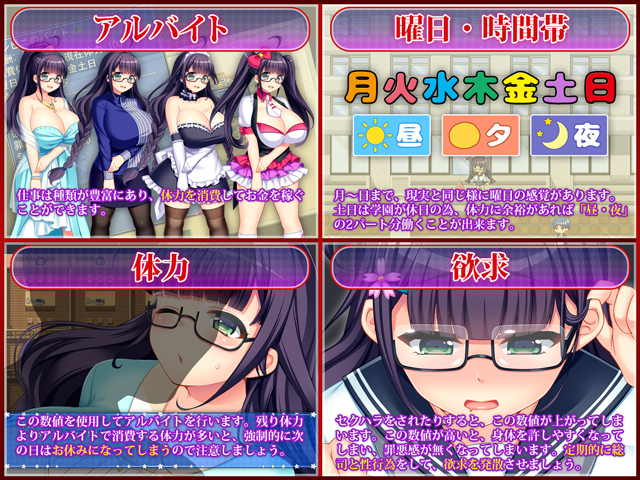 アルバイト
仕事は種類が豊富にあり、体力を消費してお金を稼ぐ
ことができます。
曜日・時間帯
月火水木金土日
昼 夕 夜
月～日まで、現実と同じ様に曜日の感覚があります。
土日は学園が休日の為、体力に余裕があれば「昼・夜」
の2パート分働くことが出来ます。
体力
この数値を使用してアルバイトを行います。残り体力
よりアルバイトで消費する体力が多いと、強制的に次
の日はお休みになってしまうので注意しましょう。
欲求
セクハラをされたりすると、この数値が上がってしま
います。この数値が高いと、身体を許しやすくなって
しまい、罪悪感が無くなってしまいます。定期的に総
司と性行為をして、欲求を発散させましょう。